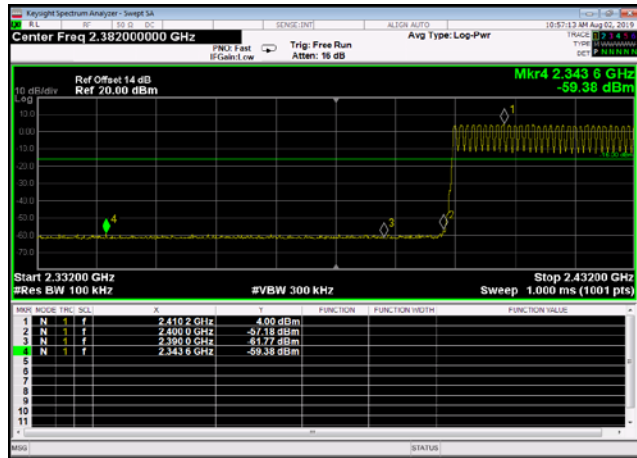 Keysight Spectrum Analyzer - Swept SA
RL RF 50 Ω DC SENSE:INT ALIGN AUTO 10:57:13 AM Aug 02, 2019
Center Freq 2.382000000 GHz
PNO: Fast
IFGain:Low
Trig: Free Run
Atten: 16 dB
Avg Type: Log-Pwr
TRACE 1 2 3 4 5 6
TYPE
DET P N N N N N
Ref Offset 14 dB
10 dB/div Ref 20.00 dBm
Log
Mkr4 2.343 6 GHz
-59.38 dBm
10.0
0.00
-10.0
-20.0
-30.0
-40.0
-50.0
-60.0
-70.0
1
2
3
4
Start 2.33200 GHz
#Res BW 100 kHz
#VBW 300 kHz
Stop 2.43200 GHz
Sweep 1.000 ms (1001 pts)
MKR MODE TRC SCL X Y FUNCTION FUNCTION WIDTH FUNCTION VALUE
1 N 1 f 2.410 2 GHz 4.00 dBm
2 N 1 f 2.400 0 GHz -57.18 dBm
3 N 1 f 2.390 0 GHz -61.77 dBm
4 N 1 f 2.343 6 GHz -59.38 dBm
5
6
7
8
9
10
11
MSG STATUS